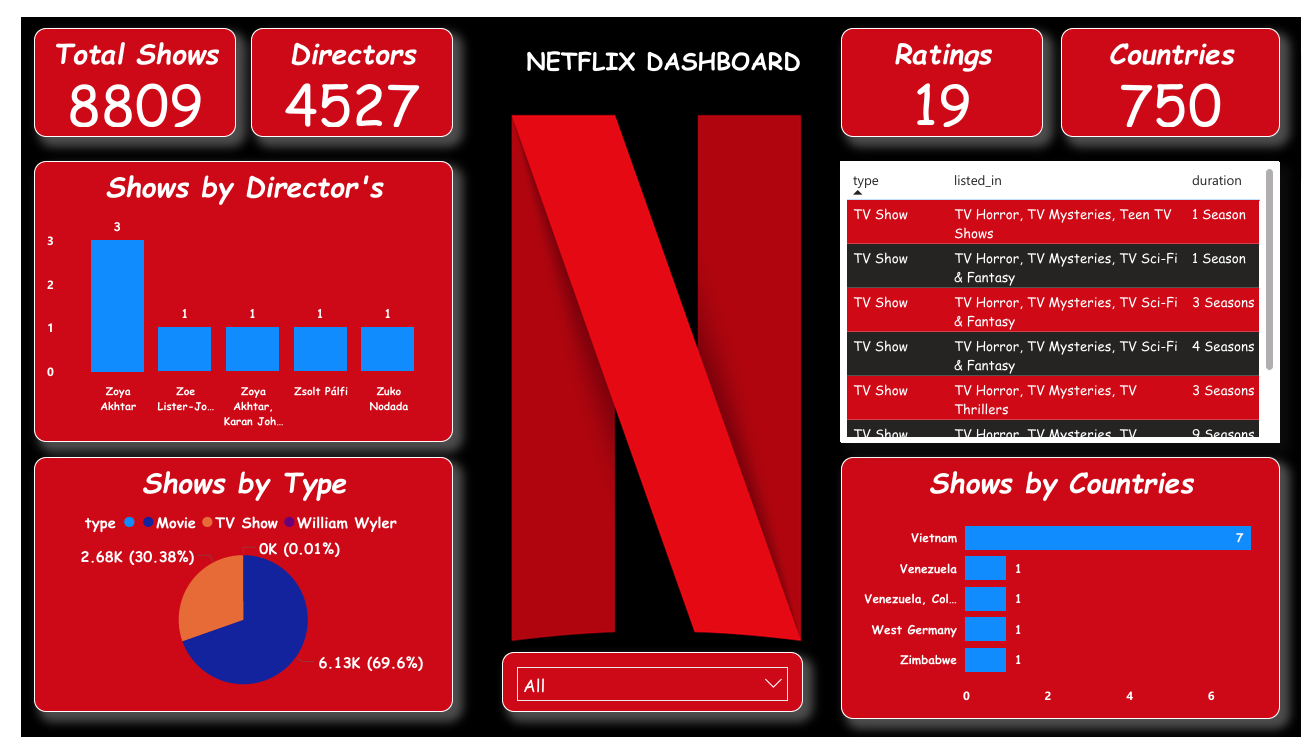 Total Shows
8809
Directors
4527
NETFLIX DASHBOARD
Ratings
19
Countries
750
Shows by Director's
3
2
1
0
3
1
1
1
1
Zoya
Akhtar
Zoe
Lister-Jo...
Zoya
Akhtar,
Karan Joh...
Zsolt Pálfi
Zuko
Nodada
type listed_in duration
TV Show TV Horror, TV Mysteries, Teen TV 1 Season
Shows
TV Show TV Horror, TV Mysteries, TV Sci-Fi 1 Season
& Fantasy
TV Show TV Horror, TV Mysteries, TV Sci-Fi 3 Seasons
& Fantasy
TV Show TV Horror, TV Mysteries, TV Sci-Fi 4 Seasons
& Fantasy
TV Show TV Horror, TV Mysteries, TV 3 Seasons
Thrillers
TV Show TV Horror, TV Mysteries, TV 9 Seasons
Shows by Type
type Movie TV Show William Wyler
0K (0.01%)
2.68K (30.38%)
6.13K (69.6%)
All
Shows by Countries
Vietnam 7
Venezuela 1
Venezuela, Col... 1
West Germany 1
Zimbabwe 1
0 2 4 6